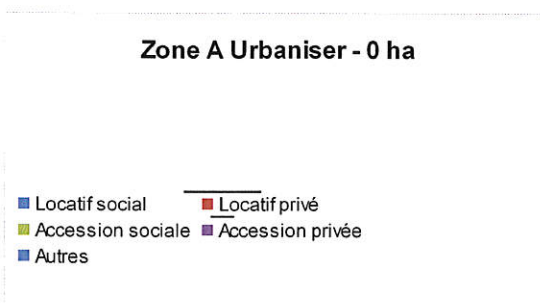 Zone A Urbaniser - 0 ha
Locatif social Locatif privé
Accession sociale Accession privée
Autres